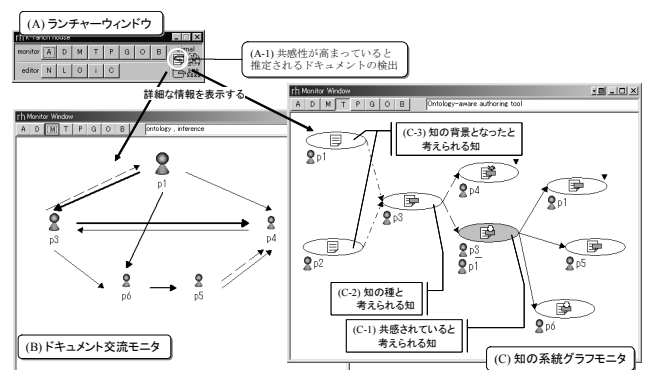 (A) ランチャーウィンドウ
monitor A D M T P G O B
editor N L O i C
(A-1) 共感性が高まっていると
推定されるドキュメントの検出
詳細な情報を表示する
Monitor Window
A D M T P G O B ontology , inference
p1
p3
p4
p6
p5
(B) ドキュメント交流モニタ
Monitor Window
A D M T P G O B Ontology-aware authoring tool
(C-3) 知の背景となったと
考えられる知
p1
p4
p1
p3
p2
p3
p1
p5
(C-2) 知の種と
考えられる知
(C-1) 共感されていると
考えられる知
p6
(C) 知の系統グラフモニタ